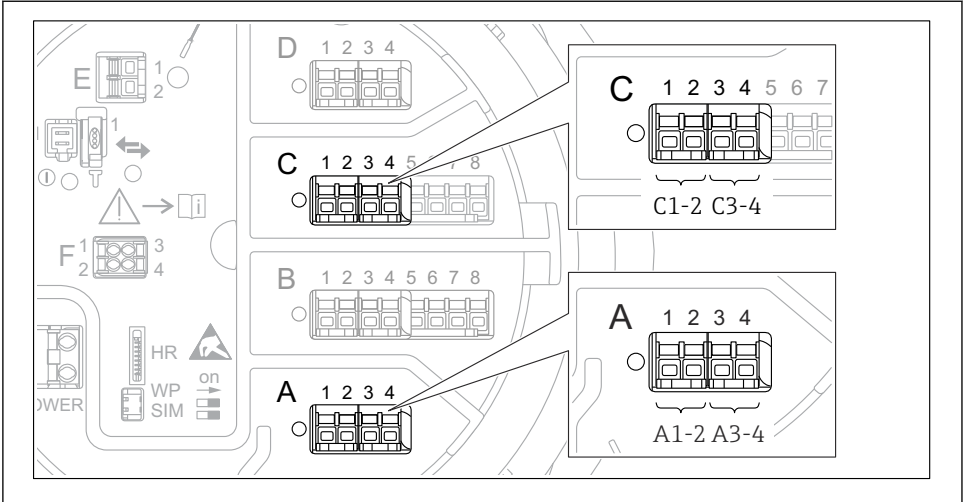 D 1 2 3 4
E 1
2
C 1 2 3 4 5 6 7
1
C 1 2 3 4 5 6 7 8
C1-2 C3-4
i
F 1 3
2 4
B 1 2 3 4 5 6 7 8
A 1 2 3 4
HR
on
WP
SIM
OWER
A 1 2 3 4
A1-2 A3-4